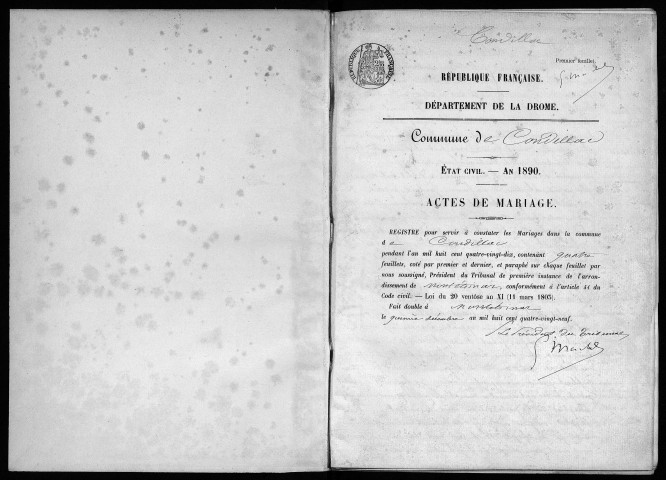 Condillac
Premier feuillet
RÉPUBLIQUE FRANÇAISE.
DÉPARTEMENT DE LA DROME.
Commune de Condillac
ÉTAT CIVIL. — AN 1890.
ACTES DE MARIAGE.
REGISTRE pour servir à constater les Mariages dans la commune
de Condillac
pendant l'an mil huit cent quatre-vingt-dix, contenant quatre
feuillets, coté par premier et dernier, et paraphé sur chaque feuillet par
nous soussigné, Président du Tribunal de première instance de l'arron-
dissement de Montélimar, conformément à l'article 41 du
Code civil. — Loi du 20 ventôse an XI (11 mars 1803).
Fait double à Montélimar
le quinze décembre an mil huit cent quatre-vingt-neuf.
Le Président du Tribunal